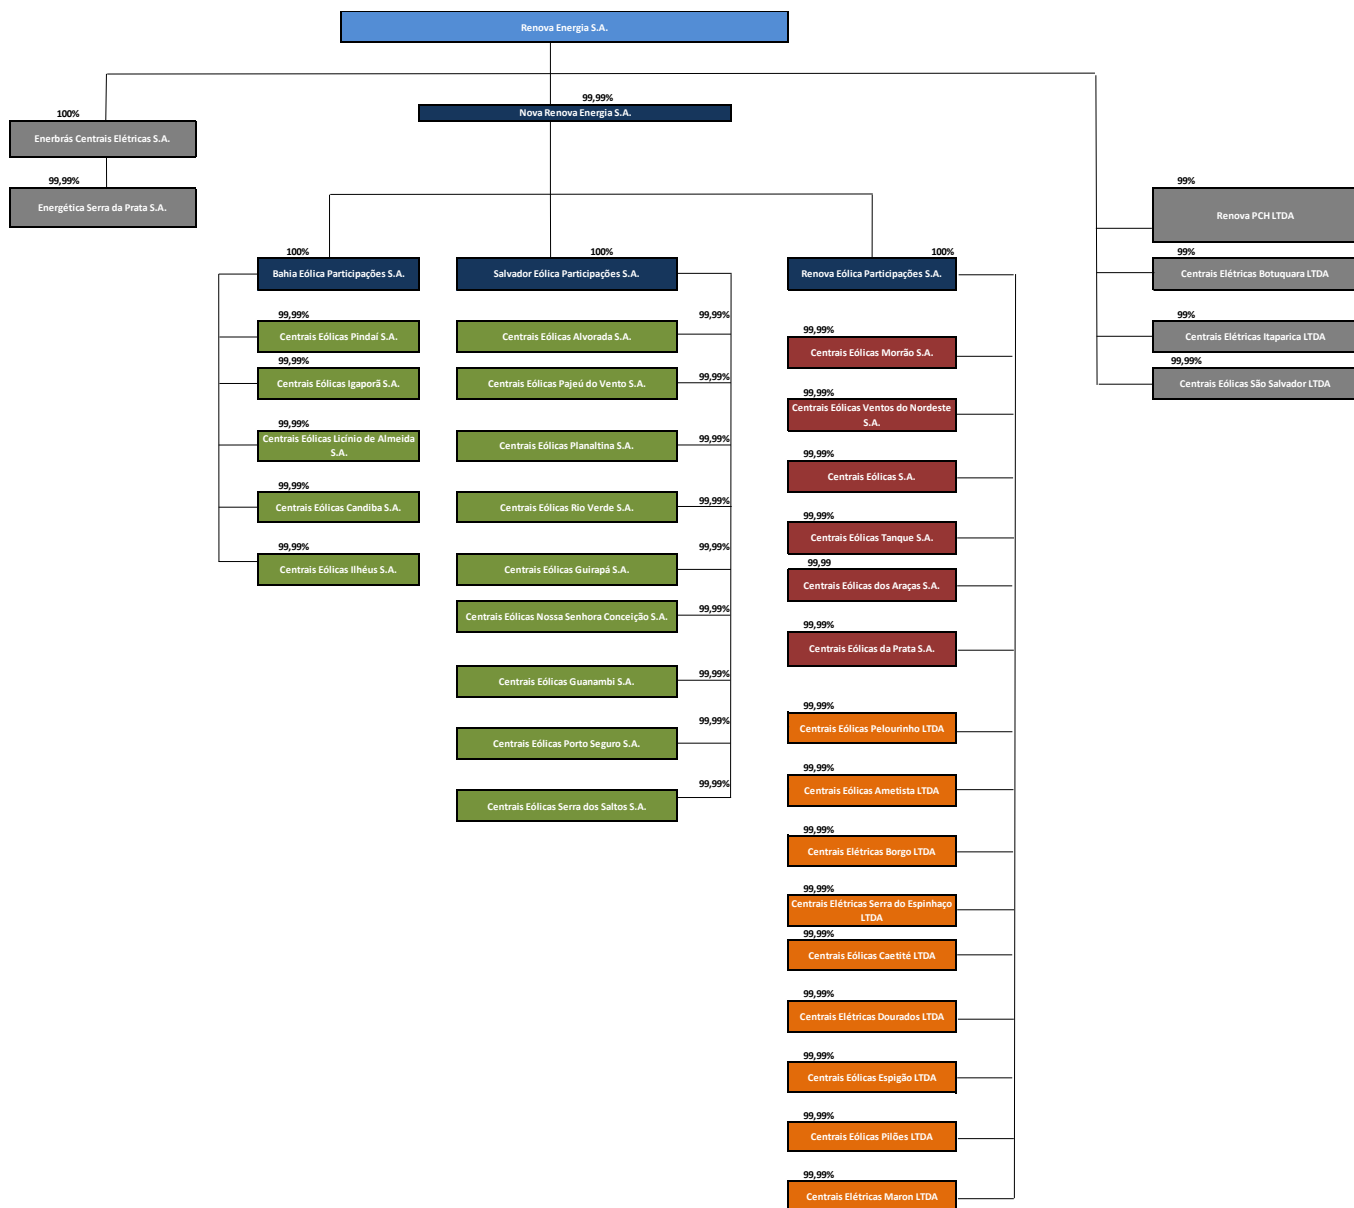 Renova Energia S.A.
99,99%
Nova Renova Energia S.A.
100%
Enerbrás Centrais Elétricas S.A.
99,99%
Energética Serra da Prata S.A.
99%
Renova PCH LTDA
99%
Centrais Elétricas Botuquara LTDA
99%
Centrais Elétricas Itaparica LTDA
99,99%
Centrais Eólicas São Salvador LTDA
100%
Bahia Eólica Participações S.A.
99,99%
Centrais Eólicas Pindaí S.A.
99,99%
Centrais Eólicas Igaporã S.A.
99,99%
Centrais Eólicas Licínio de Almeida
S.A.
99,99%
Centrais Eólicas Candiba S.A.
99,99%
Centrais Eólicas Ilhéus S.A.
100%
Salvador Eólica Participações S.A.
99,99%
Centrais Eólicas Alvorada S.A.
99,99%
Centrais Eólicas Pajeú do Vento S.A.
99,99%
Centrais Eólicas Planaltina S.A.
99,99%
Centrais Eólicas Rio Verde S.A.
99,99%
Centrais Eólicas Guirapá S.A.
99,99%
Centrais Eólicas Nossa Senhora Conceição S.A.
99,99%
Centrais Eólicas Guanambi S.A.
99,99%
Centrais Eólicas Porto Seguro S.A.
99,99%
Centrais Eólicas Serra dos Saltos S.A.
100%
Renova Eólica Participações S.A.
99,99%
Centrais Eólicas Morrão S.A.
99,99%
Centrais Eólicas Ventos do Nordeste
S.A.
99,99%
Centrais Eólicas S.A.
99,99%
Centrais Eólicas Tanque S.A.
99,99
Centrais Eólicas dos Araças S.A.
99,99%
Centrais Eólicas da Prata S.A.
99,99%
Centrais Eólicas Pelourinho LTDA
99,99%
Centrais Eólicas Ametista LTDA
99,99%
Centrais Elétricas Borgo LTDA
99,99%
Centrais Elétricas Serra do Espinhaço
LTDA
99,99%
Centrais Eólicas Caetité LTDA
99,99%
Centrais Elétricas Dourados LTDA
99,99%
Centrais Eólicas Espigão LTDA
99,99%
Centrais Eólicas Pilões LTDA
99,99%
Centrais Elétricas Maron LTDA